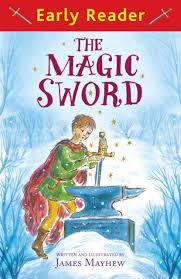 Early Reader
THE
MAGIC
SWORD
WRITTEN AND ILLUSTRATED BY
JAMES MAYHEW